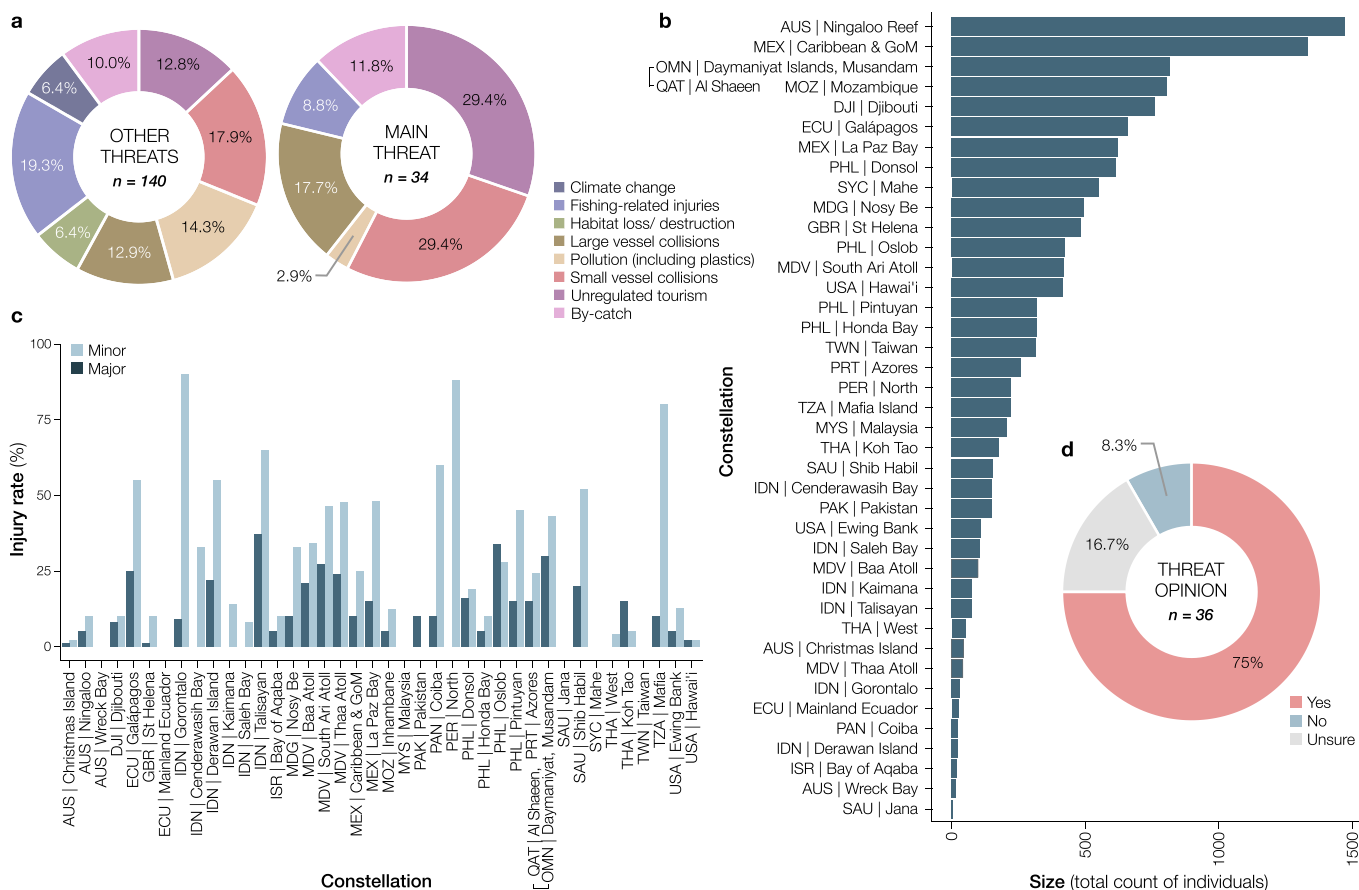 a
10.0%
12.8%
6.4%
17.9%
19.3%
14.3%
6.4%
12.9%
OTHER
THREATS
n = 140
11.8%
29.4%
8.8%
17.7%
29.4%
2.9%
MAIN
THREAT
n = 34
Climate change
Fishing-related injuries
Habitat loss/ destruction
Large vessel collisions
Pollution (including plastics)
Small vessel collisions
Unregulated tourism
By-catch
b
AUS | Ningaloo Reef
MEX | Caribbean & GoM
OMN | Daymaniyat Islands, Musandam
QAT | Al Shaeen
MOZ | Mozambique
DJI | Djibouti
ECU | Galápagos
MEX | La Paz Bay
PHL | Donsol
SYC | Mahe
MDG | Nosy Be
GBR | St Helena
PHL | Oslob
MDV | South Ari Atoll
USA | Hawai'i
PHL | Pintuyan
PHL | Honda Bay
TWN | Taiwan
PRT | Azores
PER | North
TZA | Mafia Island
MYS | Malaysia
THA | Koh Tao
SAU | Shib Habil
IDN | Cenderawasih Bay
PAK | Pakistan
USA | Ewing Bank
IDN | Saleh Bay
MDV | Baa Atoll
IDN | Kaimana
IDN | Talisayan
THA | West
AUS | Christmas Island
MDV | Thaa Atoll
IDN | Gorontalo
ECU | Mainland Ecuador
PAN | Coiba
IDN | Derawan Island
ISR | Bay of Aqaba
AUS | Wreck Bay
SAU | Jana
Constellation
0
500
1000
1500
Size (total count of individuals)
c
Minor
Major
100
75
50
25
0
Injury rate (%)
AUS | Christmas Island
AUS | Ningaloo
AUS | Wreck Bay
DJI | Djibouti
ECU | Galápagos
GBR | St Helena
ECU | Mainland Ecuador
IDN | Gorontalo
IDN | Cenderawasih Bay
IDN | Derawan Island
IDN | Kaimana
IDN | Saleh Bay
IDN | Talisayan
ISR | Bay of Aqaba
MDG | Nosy Be
MDV | Baa Atoll
MDV | South Ari Atoll
MDV | Thaa Atoll
MEX | Caribbean & GoM
MEX | La Paz Bay
MOZ | Inhambane
MYS | Malaysia
PAK | Pakistan
PAN | Coiba
PER | North
PHL | Donsol
PHL | Honda Bay
PHL | Oslob
PHL | Pintuyan
PRT | Azores
QAT | Al Shaeen,
OMN | Daymaniyat, Musandam
SAU | Jana
SAU | Shib Habil
SYC | Mahe
THA | West
THA | Koh Tao
TWN | Taiwan
TZA | Mafia
USA | Ewing Bank
USA | Hawai'i
Constellation
d
8.3%
16.7%
75%
THREAT
OPINION
n = 36
Yes
No
Unsure